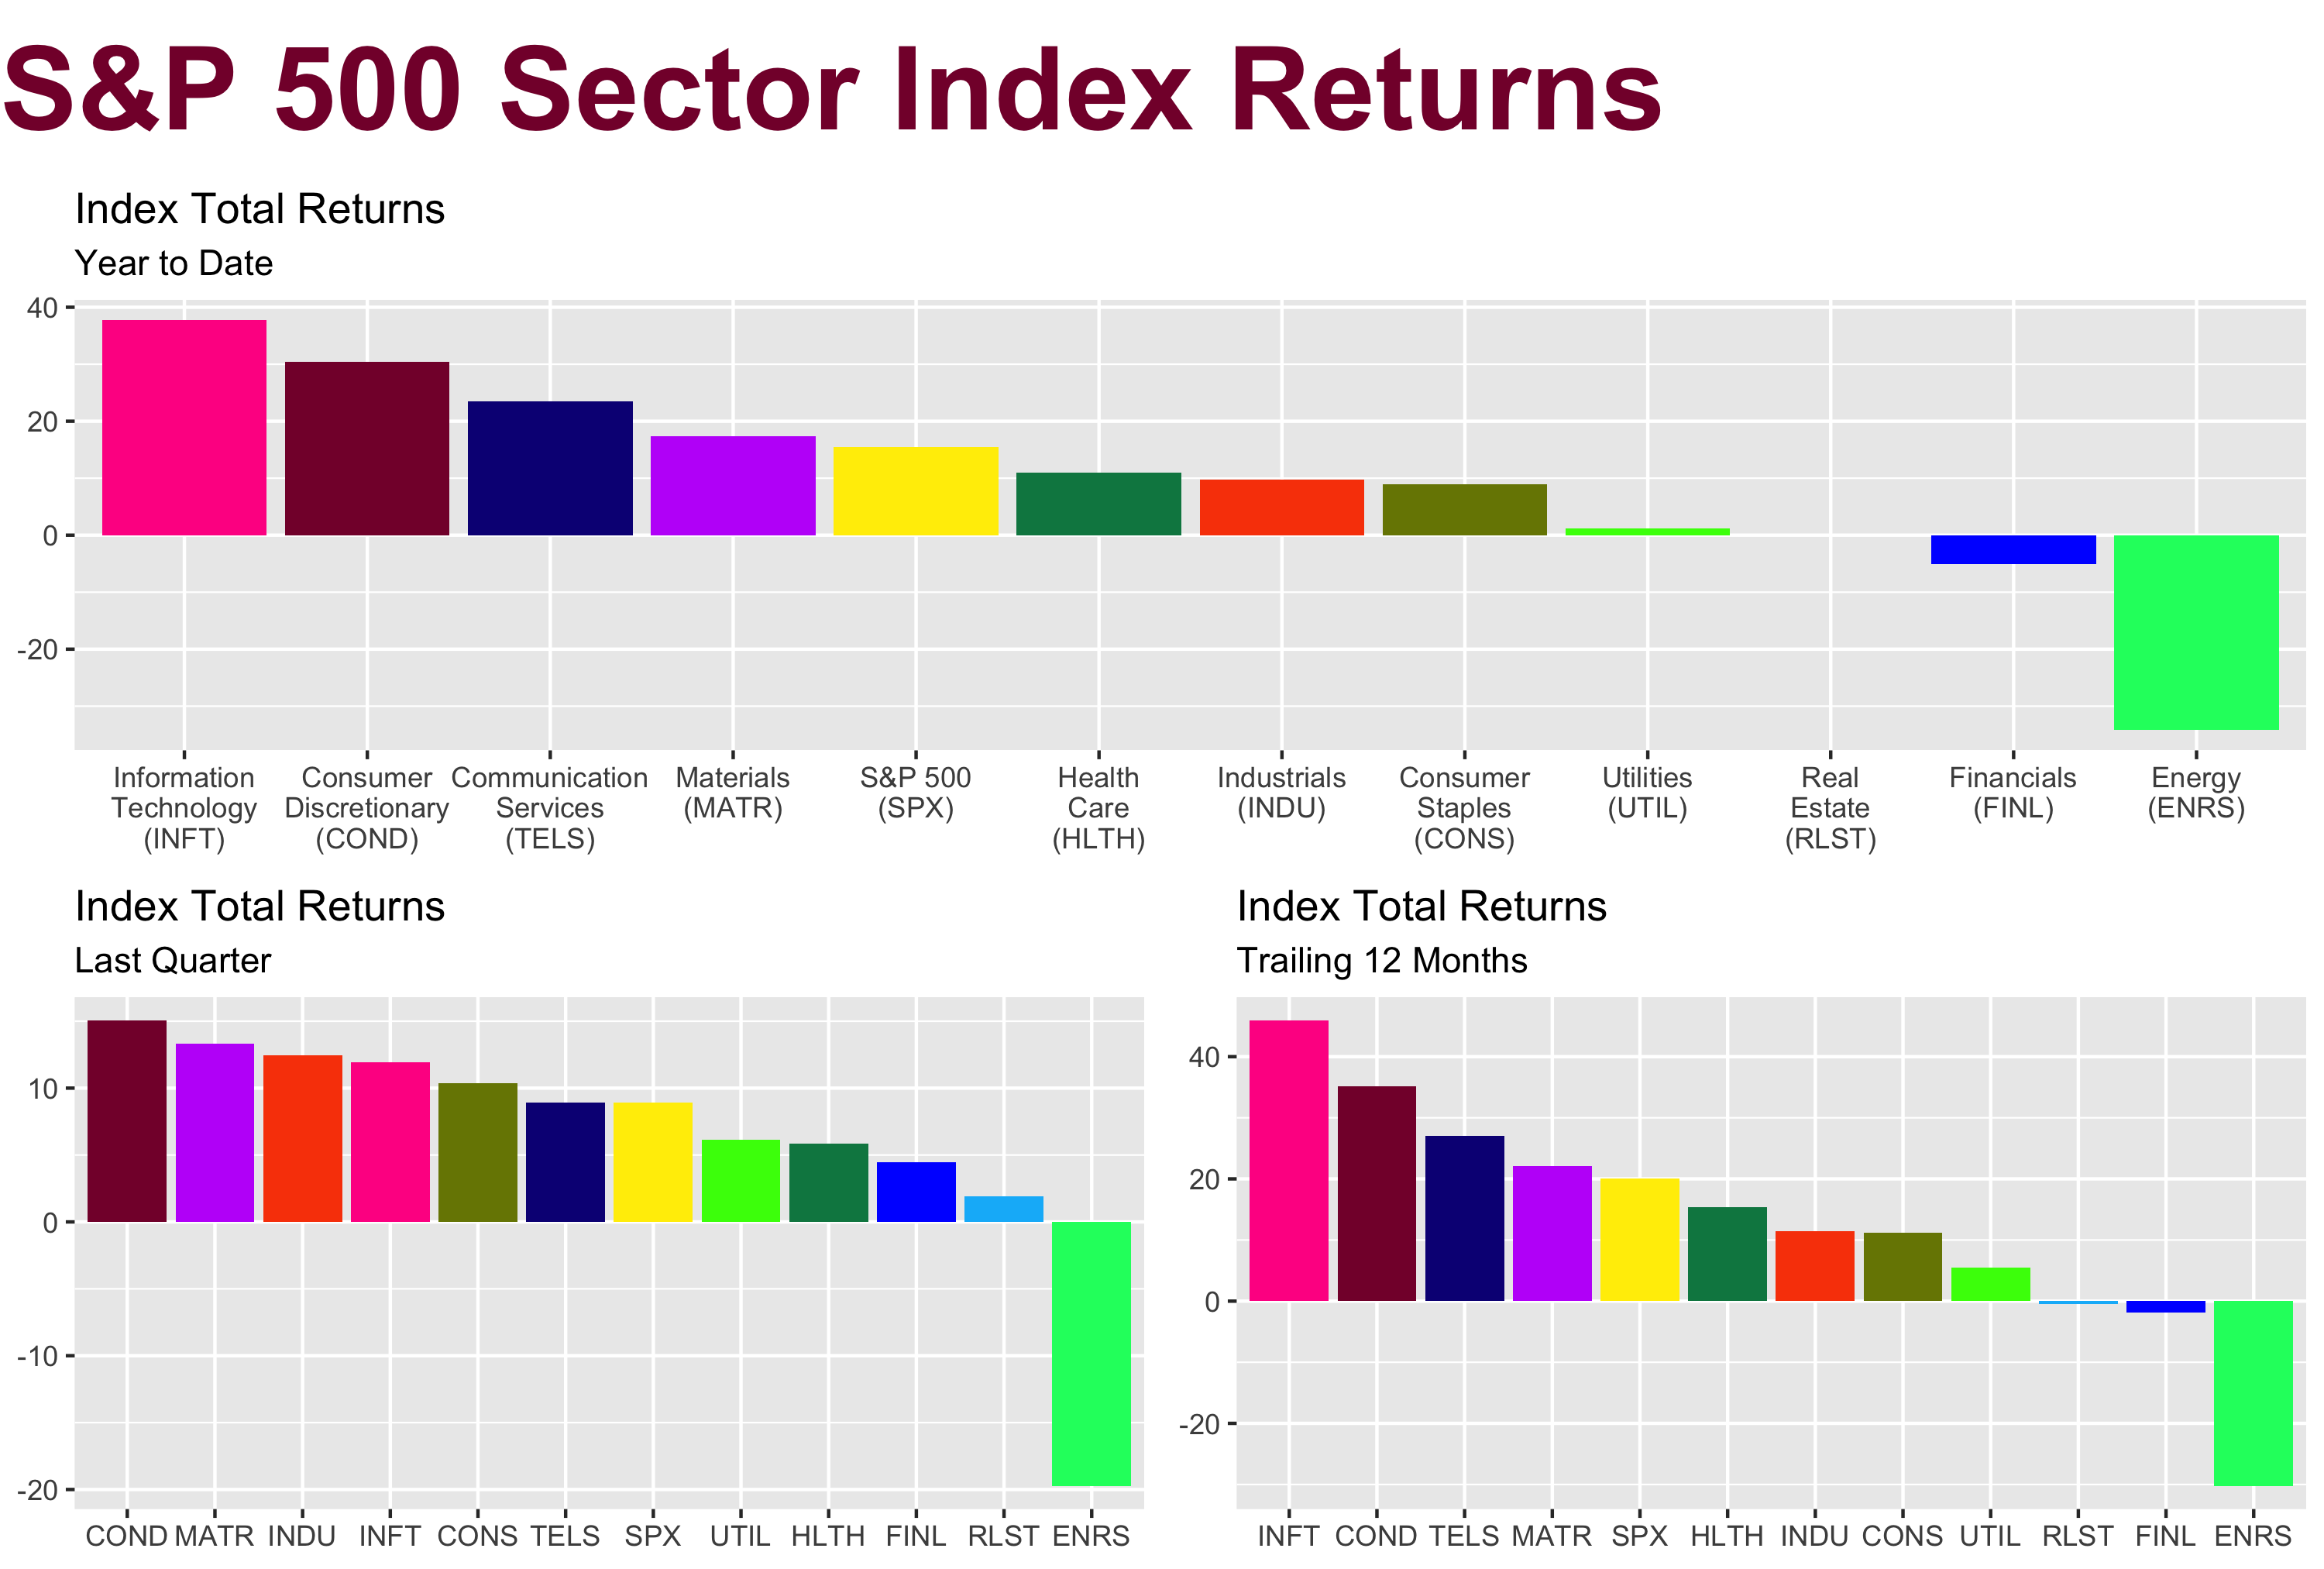 S&P 500 Sector Index Returns
Index Total Returns
Year to Date
40
20
0
-20
Information Technology (INFT)
Consumer Discretionary (COND)
Communication Services (TELS)
Materials (MATR)
S&P 500 (SPX)
Health Care (HLTH)
Industrials (INDU)
Consumer Staples (CONS)
Utilities (UTIL)
Real Estate (RLST)
Financials (FINL)
Energy (ENRS)
Index Total Returns
Last Quarter
10
0
-10
-20
COND MATR INDU INFT CONS TELS SPX UTIL HLTH FINL RLST ENRS
Index Total Returns
Trailing 12 Months
40
20
0
-20
INFT COND TELS MATR SPX HLTH INDU CONS UTIL RLST FINL ENRS